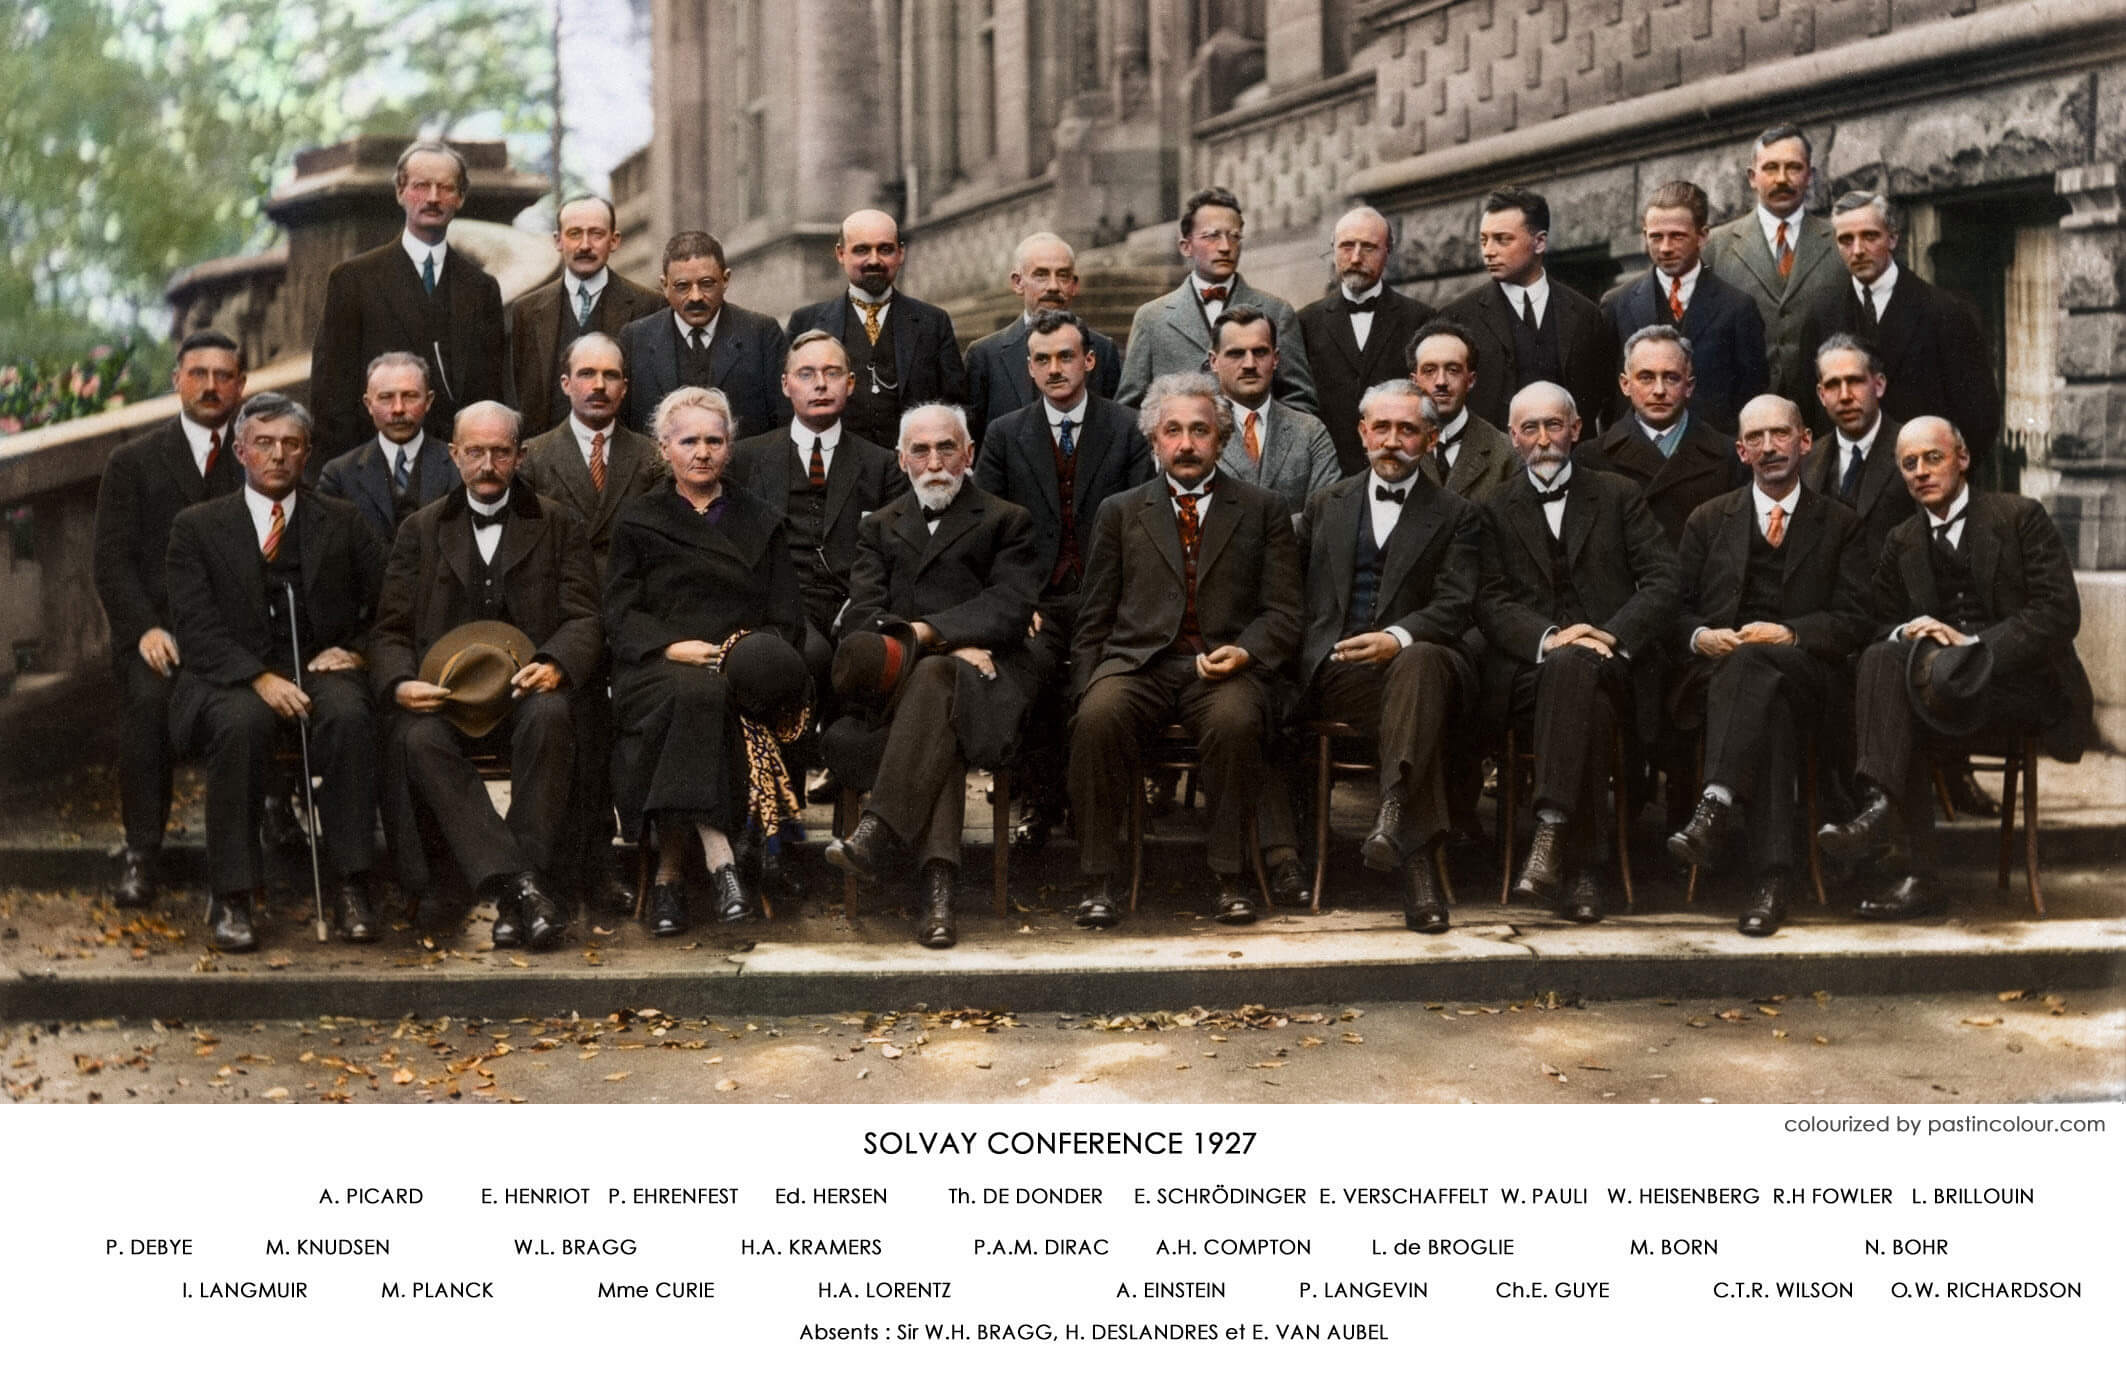 colourized by pastincolour.com
SOLVAY CONFERENCE 1927
A. PICARD E. HENRIOT P. EHRENFEST Ed. HERSEN Th. DE DONDER E. SCHRÖDINGER E. VERSCHAFFELT W. PAULI W. HEISENBERG R.H FOWLER L. BRILLOUIN
P. DEBYE M. KNUDSEN W.L. BRAGG H.A. KRAMERS P.A.M. DIRAC A.H. COMPTON L. de BROGLIE M. BORN N. BOHR
I. LANGMUIR M. PLANCK Mme CURIE H.A. LORENTZ A. EINSTEIN P. LANGEVIN Ch.E. GUYE C.T.R. WILSON O.W. RICHARDSON
Absents : Sir W.H. BRAGG, H. DESLANDRES et E. VAN AUBEL